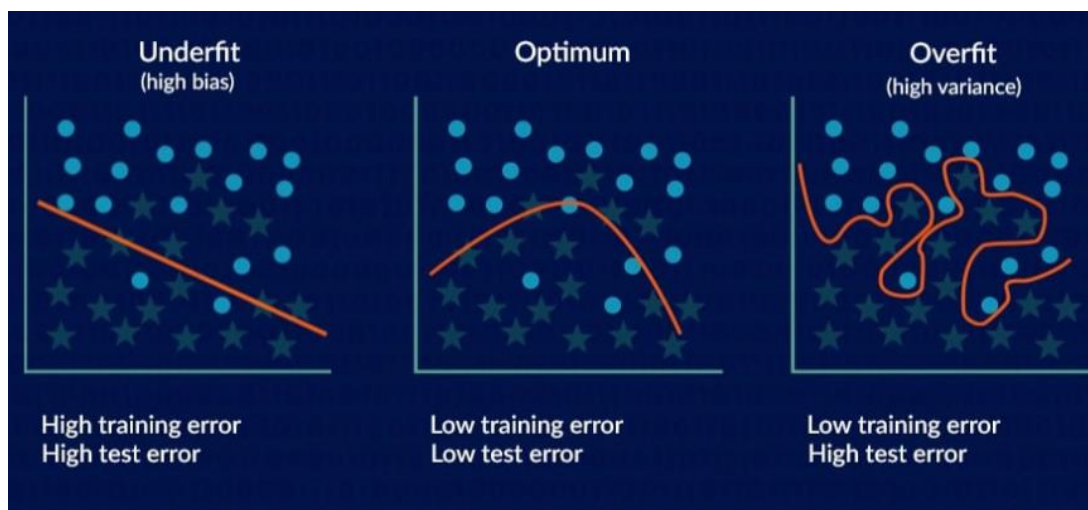 Underfit
(high bias)
Optimum
Overfit
(high variance)
High training error
High test error
Low training error
Low test error
Low training error
High test error